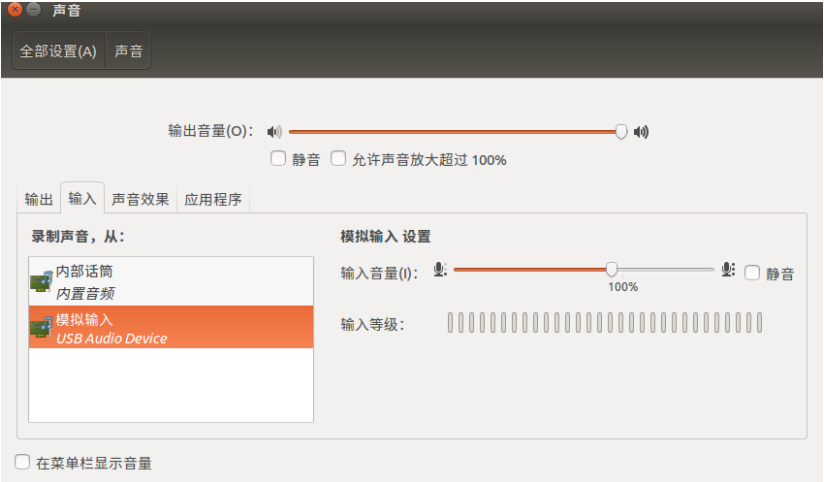 声音
全部设置(A) 声音
输出音量(O)：
静音 允许声音放大超过 100%
输出 输入 声音效果 应用程序
录制声音，从：
内部话筒
内置音频
模拟输入
USB Audio Device
模拟输入 设置
输入音量(I)：
100%
静音
输入等级：
在菜单栏显示音量